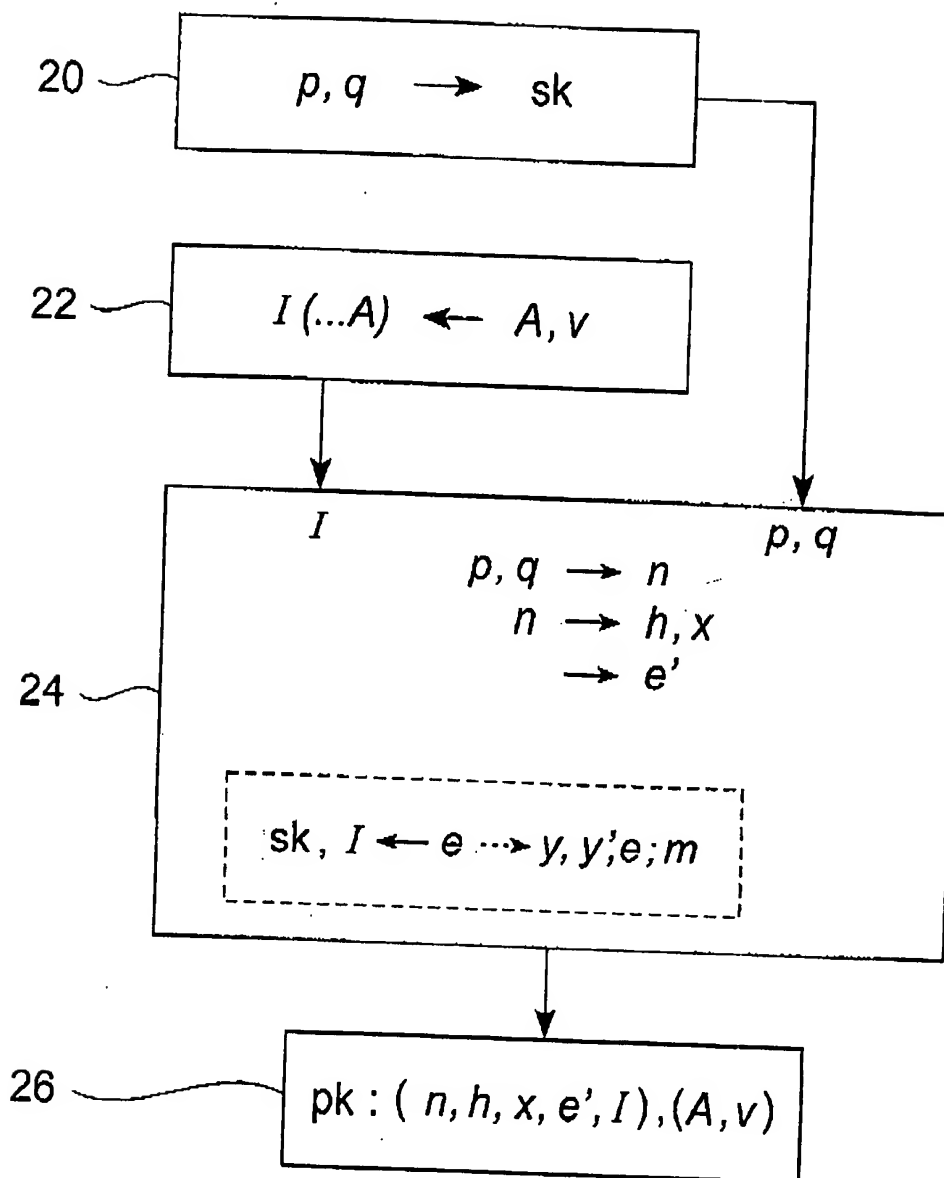 20
p, q → sk
22
I (...A) ← A, v
I
p, q
p, q → n
n → h, x
→ e'
24
sk, I ← e ⋯> y, y',e; m
26
pk : ( n, h, x, e', I ) , (A, v)